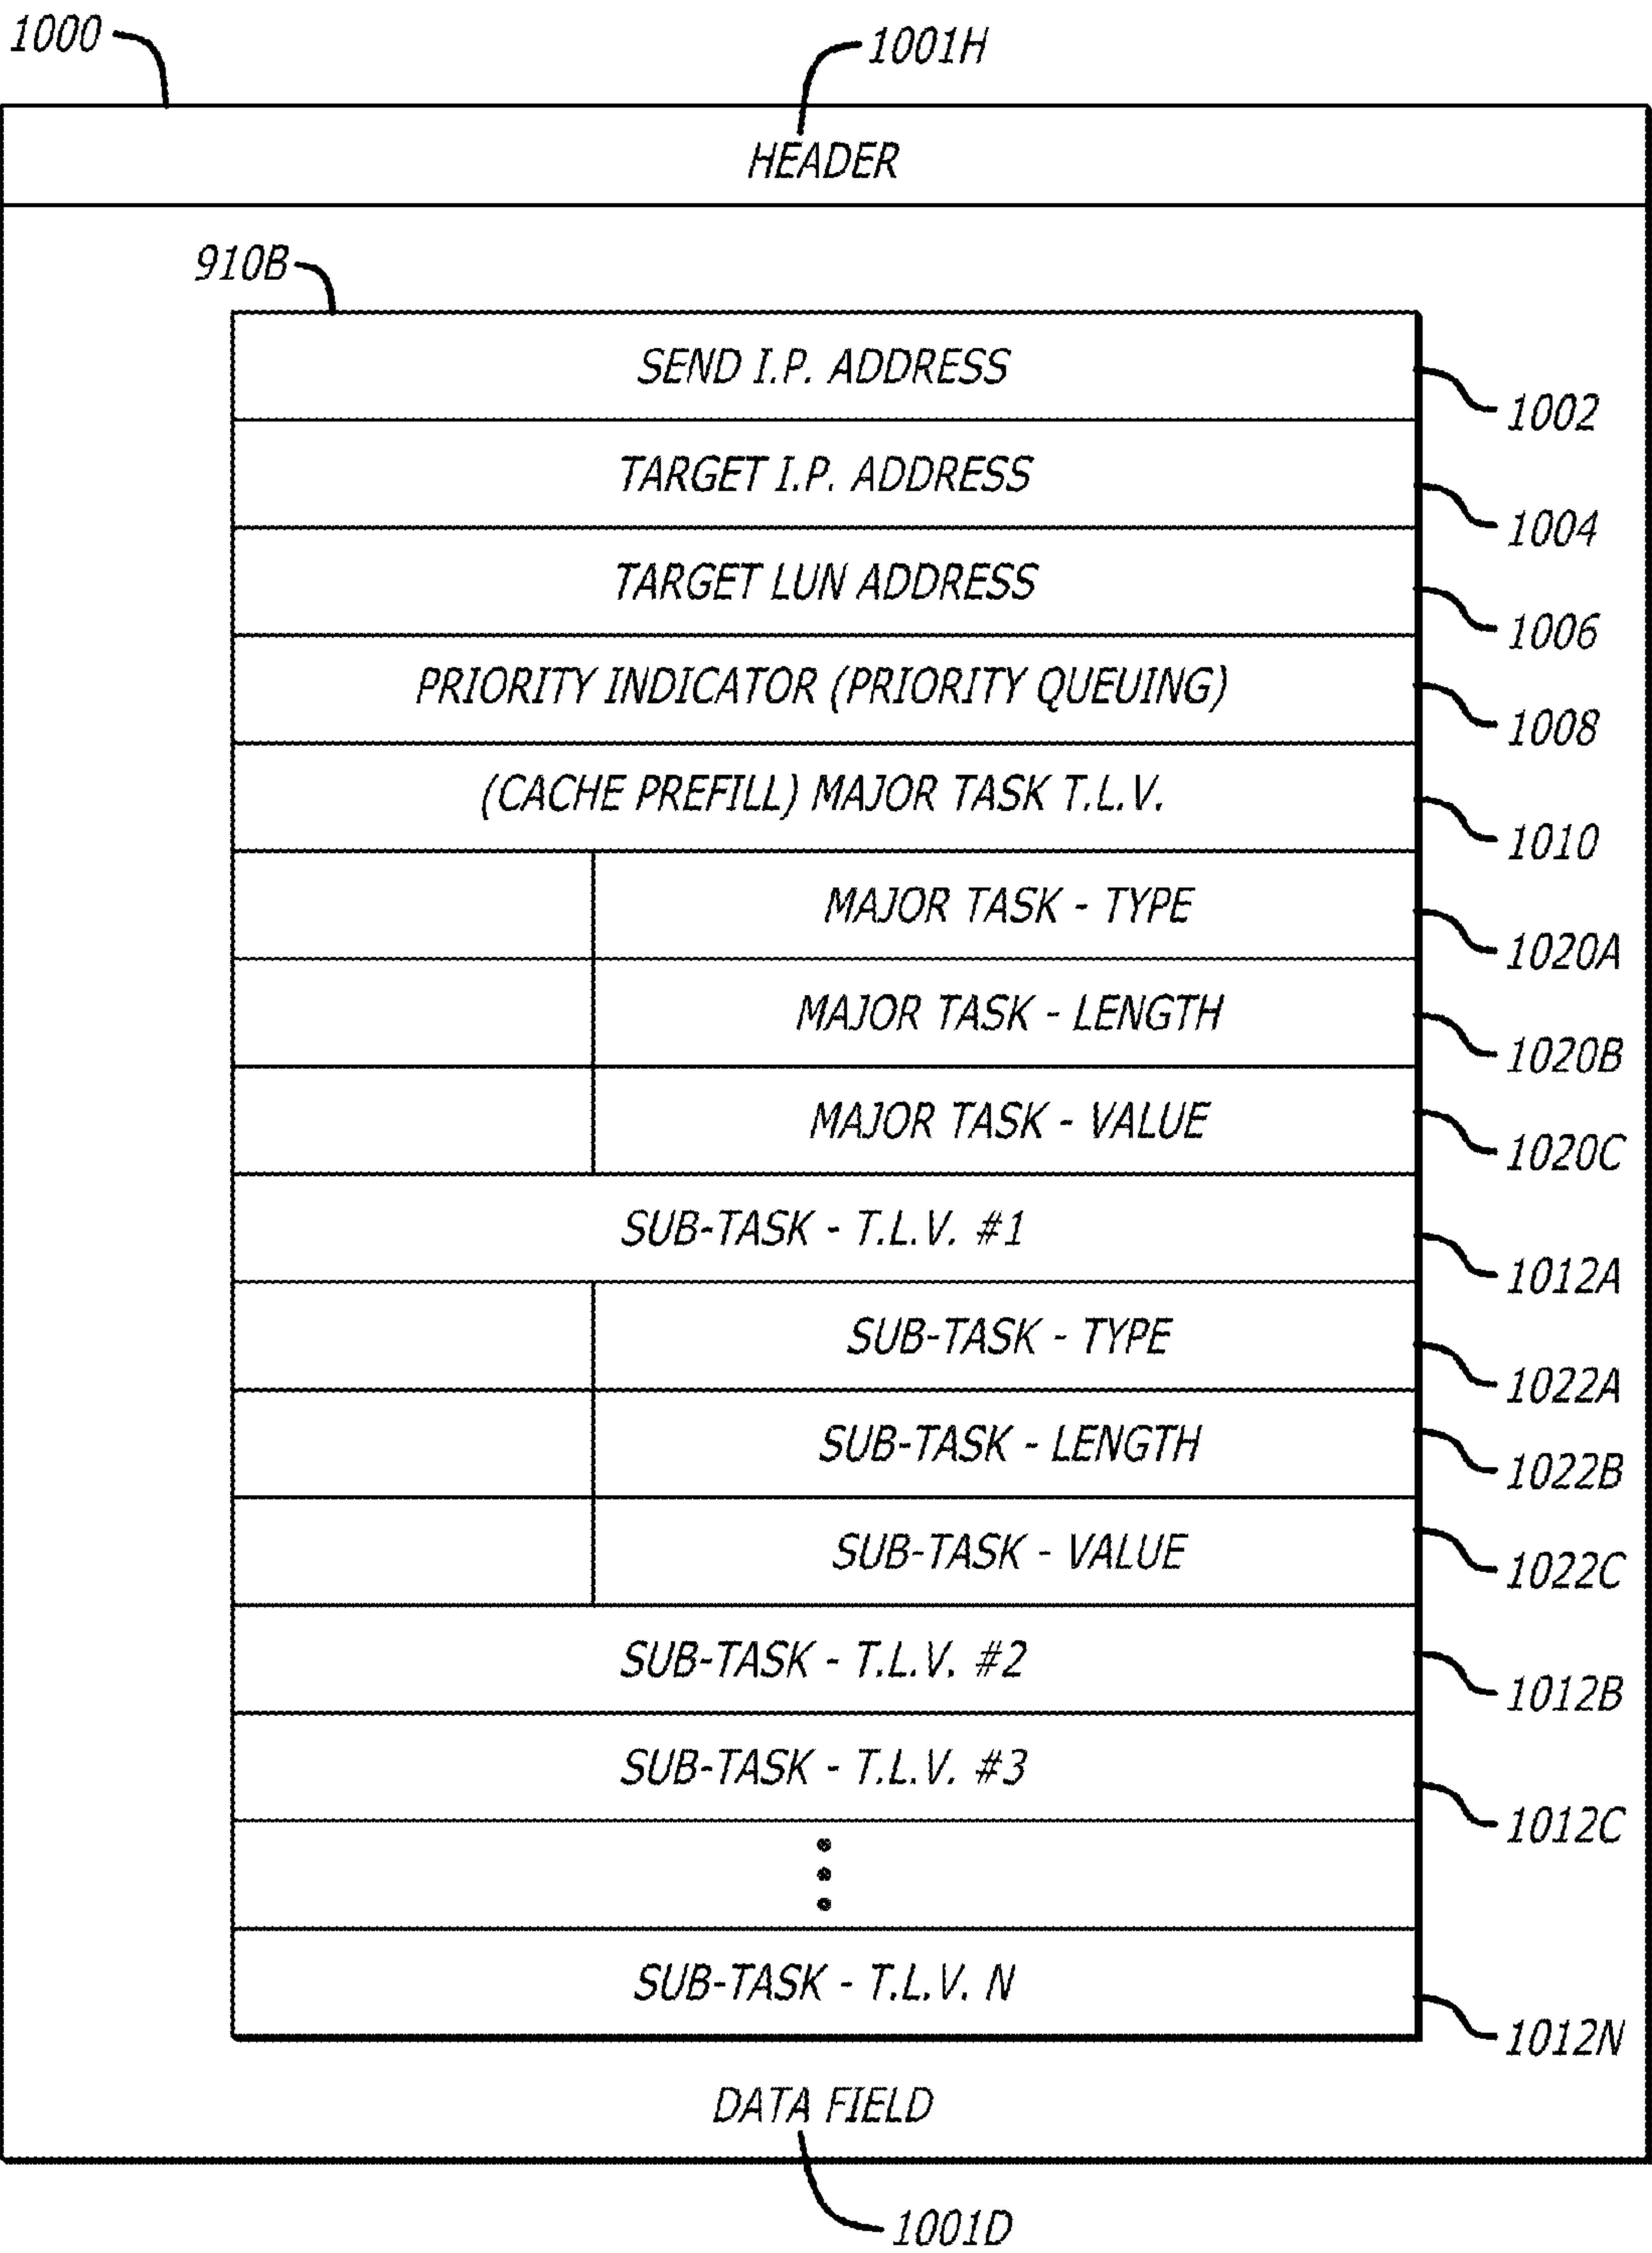 1000
1001H
HEADER
910B
SEND I.P. ADDRESS
1002
TARGET I.P. ADDRESS
1004
TARGET LUN ADDRESS
1006
PRIORITY INDICATOR (PRIORITY QUEUING)
1008
(CACHE PREFILL) MAJOR TASK T.L.V.
1010
MAJOR TASK - TYPE
1020A
MAJOR TASK - LENGTH
1020B
MAJOR TASK - VALUE
1020C
SUB-TASK - T.L.V. #1
1012A
SUB-TASK - TYPE
1022A
SUB-TASK - LENGTH
1022B
SUB-TASK - VALUE
1022C
SUB-TASK - T.L.V. #2
1012B
SUB-TASK - T.L.V. #3
1012C
SUB-TASK - T.L.V. N
1012N
DATA FIELD
1001D